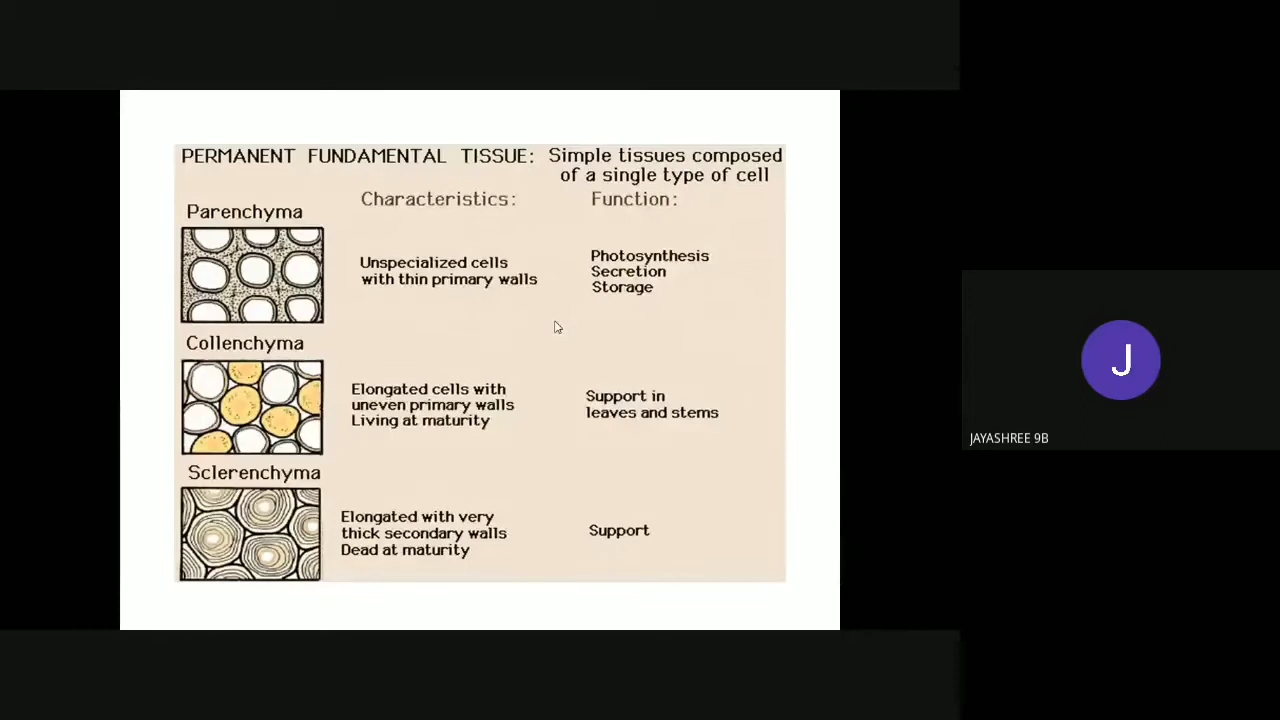 PERMANENT FUNDAMENTAL TISSUE: Simple tissues composed
of a single type of cell
Characteristics:
Function:
Parenchyma
Unspecialized cells
with thin primary walls
Photosynthesis
Secretion
Storage
Collenchyma
Elongated cells with
uneven primary walls
Living at maturity
Support in
leaves and stems
Sclerenchyma
Elongated with very
thick secondary walls
Dead at maturity
Support
J
JAYASHREE 9B